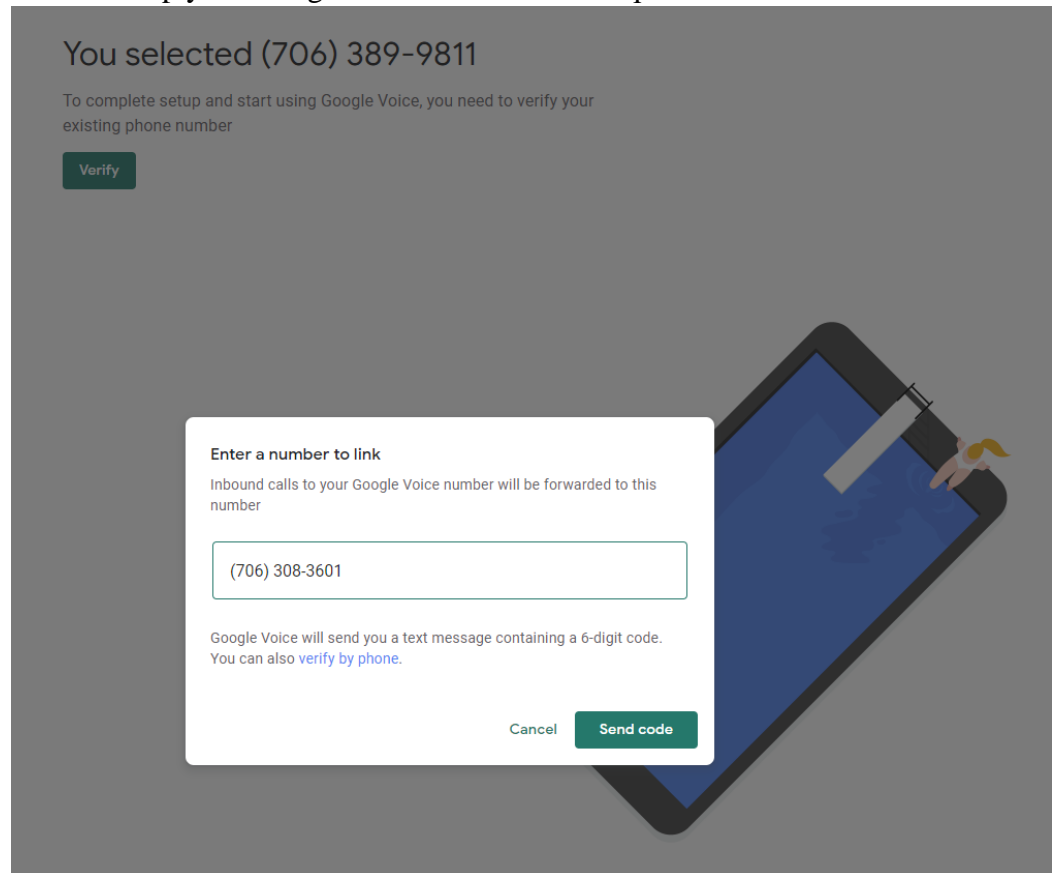 You selected (706) 389-9811
To complete setup and start using Google Voice, you need to verify your
existing phone number
Verify
Enter a number to link
Inbound calls to your Google Voice number will be forwarded to this
number
(706) 308-3601
Google Voice will send you a text message containing a 6-digit code.
You can also verify by phone.
Cancel Send code